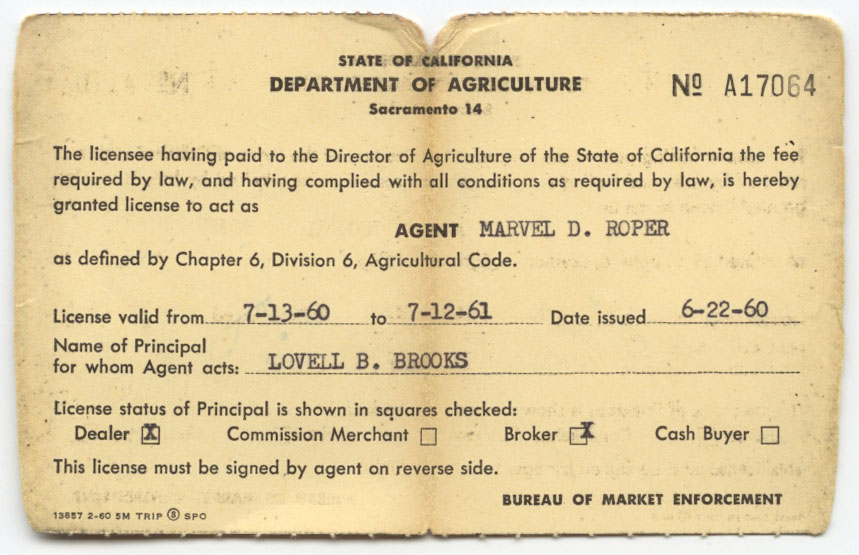 STATE OF CALIFORNIA
DEPARTMENT OF AGRICULTURE
Sacramento 14
Nº A17064
The licensee having paid to the Director of Agriculture of the State of California the fee
required by law, and having complied with all conditions as required by law, is hereby
granted license to act as
AGENT MARVEL D. ROPER
as defined by Chapter 6, Division 6, Agricultural Code.
License valid from 7-13-60 to 7-12-61 Date issued 6-22-60
Name of Principal
for whom Agent acts: LOVELL B. BROOKS
License status of Principal is shown in squares checked:
Dealer X Commission Merchant Broker X Cash Buyer
This license must be signed by agent on reverse side.
BUREAU OF MARKET ENFORCEMENT
13857 2-60 5M TRIP Ⓢ SPO